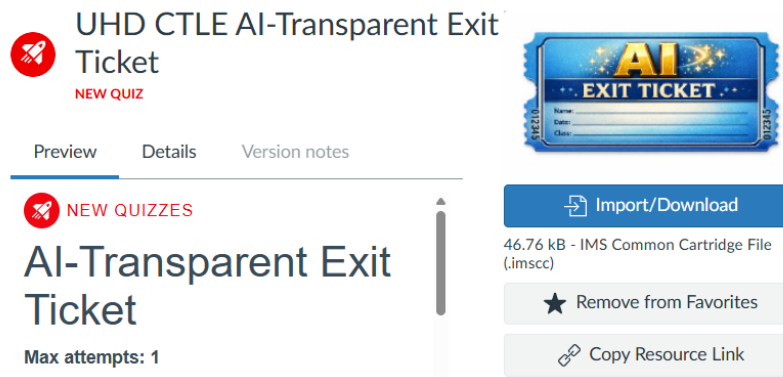 UHD CTLE AI-Transparent Exit
Ticket
NEW QUIZ
Preview Details Version notes
NEW QUIZZES
AI-Transparent Exit
Ticket
Max attempts: 1
AI
EXIT TICKET
Name:
Date:
Class:
012345
012345
Import/Download
46.76 kB - IMS Common Cartridge File
(.imscc)
Remove from Favorites
Copy Resource Link